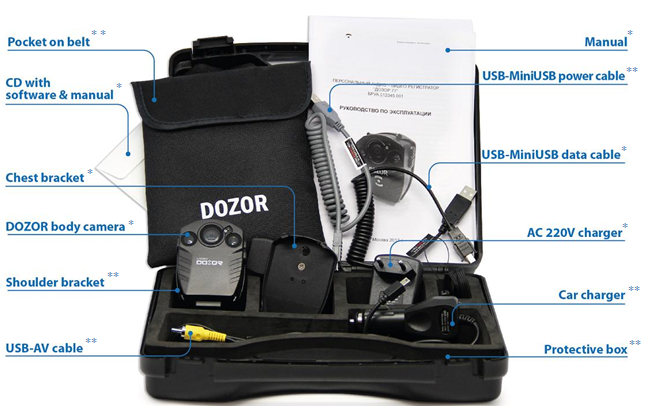 Pocket on belt**
CD with
software & manual*
Chest bracket*
DOZOR body camera*
Shoulder bracket**
USB-AV cable**
Manual*
USB-MiniUSB power cable**
USB-MiniUSB data cable*
AC 220V charger*
Car charger**
Protective box**
DOZOR
DOZOR
РУКОВОДСТВО ПО ЭКСПЛУАТАЦИИ